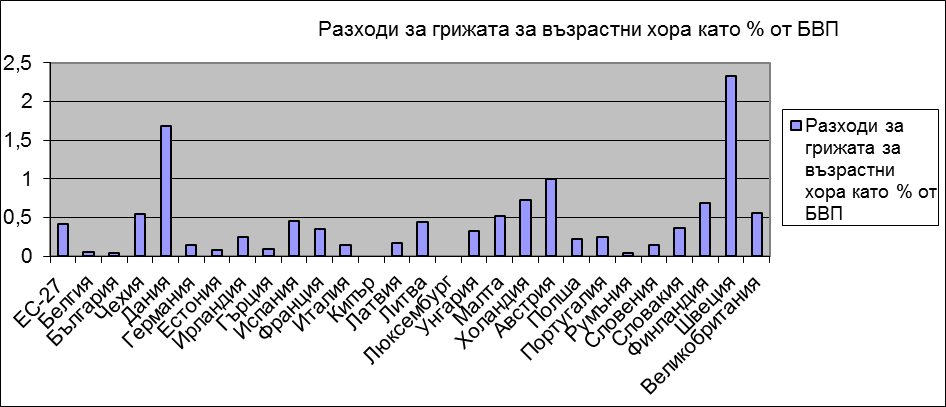 Разходи за грижата за възрастни хора като % от БВП
2,5
2
1,5
1
0,5
0
ЕС-27
Белгия
България
Чехия
Дания
Германия
Естония
Ирландия
Гърция
Испания
Франция
Италия
Кипър
Латвия
Литва
Люксембург
Унгария
Малта
Холандия
Австрия
Полша
Португалия
Румъния
Словения
Словакия
Финландия
Швеция
Великобритания
Разходи за
грижата за
възрастни
хора като % от
БВП